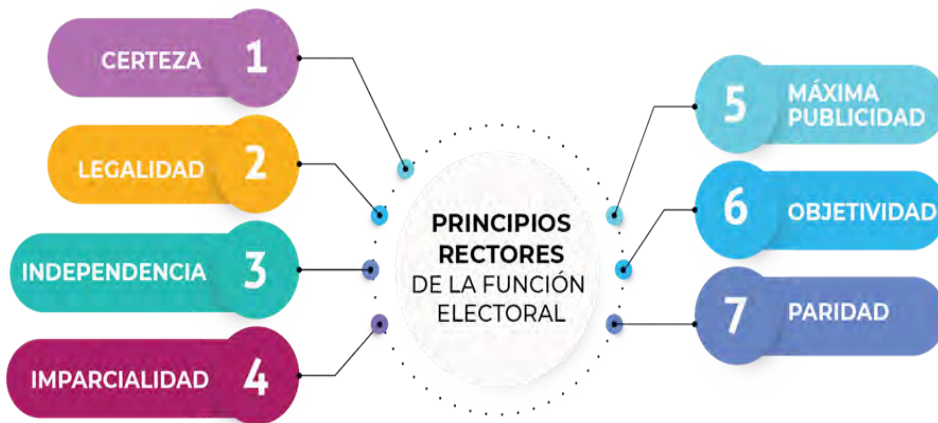 CERTEZA 1
LEGALIDAD 2
INDEPENDENCIA 3
IMPARCIALIDAD 4
PRINCIPIOS
RECTORES
DE LA FUNCIÓN
ELECTORAL
5 MÁXIMA
PUBLICIDAD
6 OBJETIVIDAD
7 PARIDAD